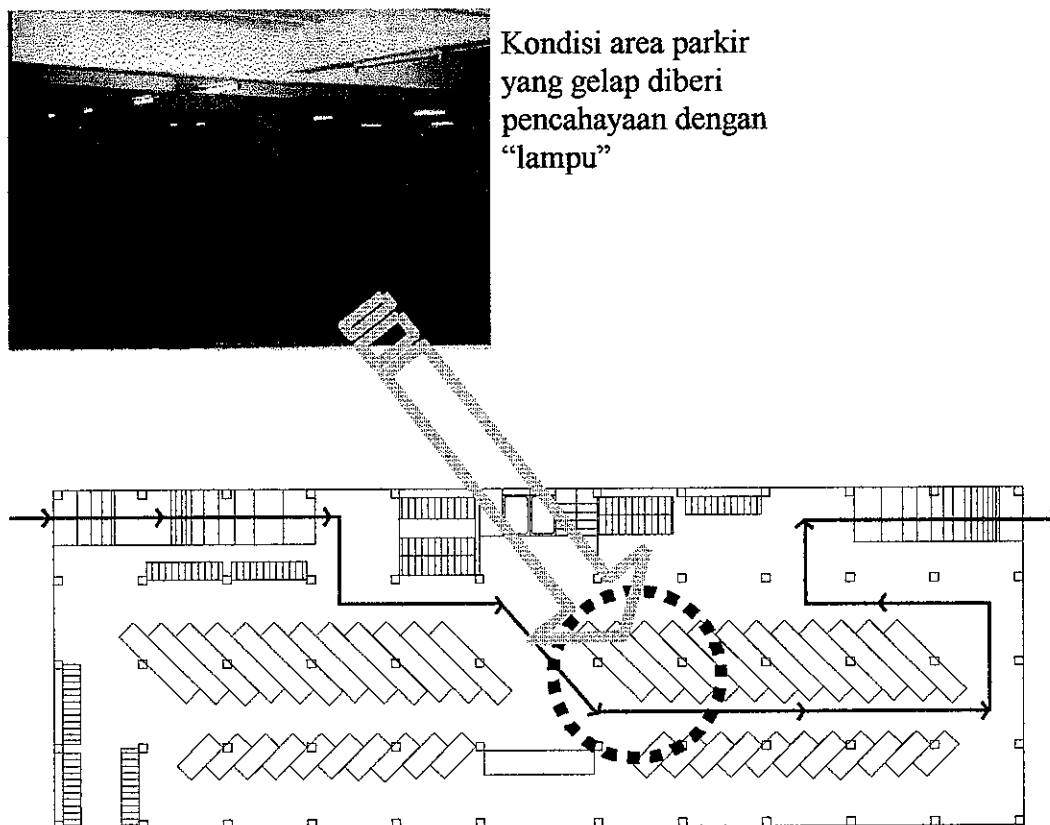 Kondisi area parkir
yang gelap diberi
pencahayaan dengan
“lampu”